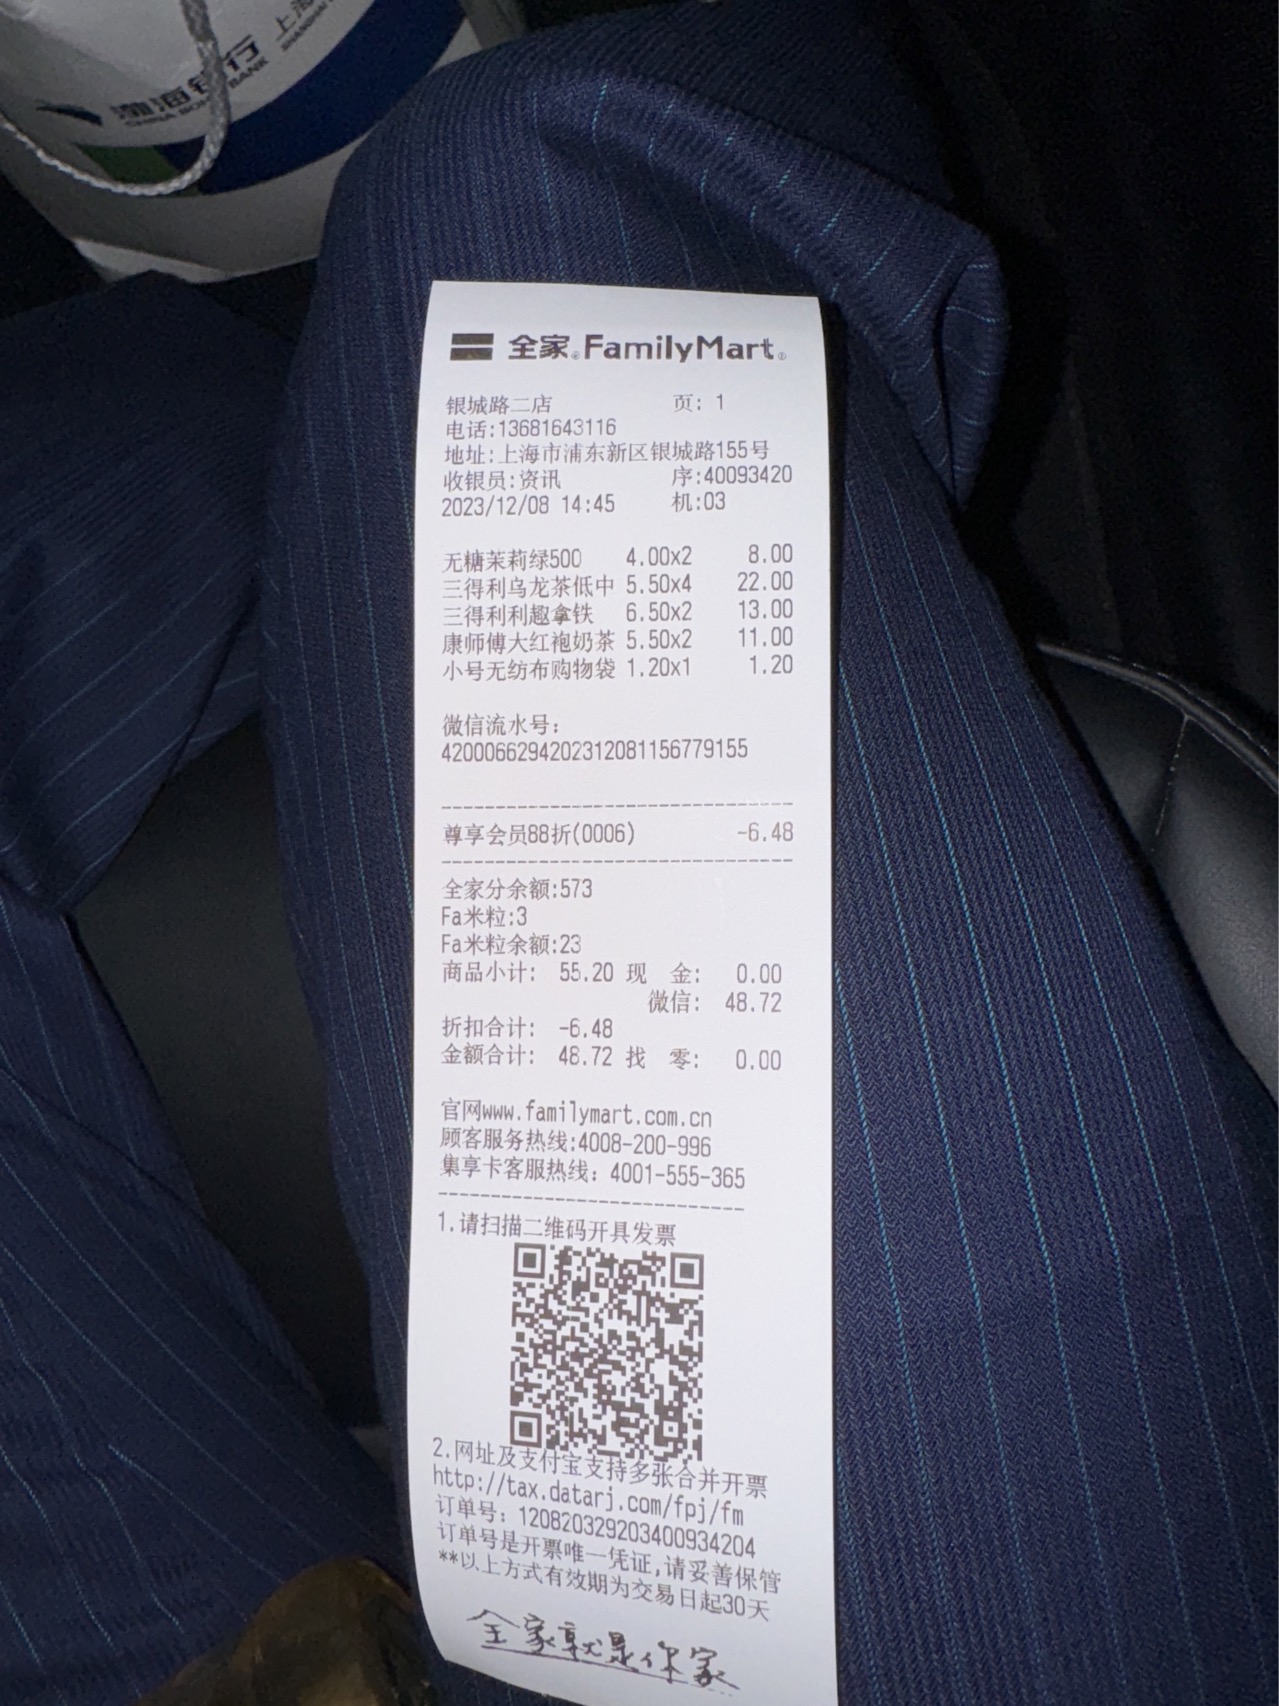 渤海银行 上海
CHINA BOHAI BANK SHANGHAI
全家 FamilyMart
银城路二店 页: 1
电话:13681643116
地址:上海市浦东新区银城路155号
收银员:资讯 序:40093420
2023/12/08 14:45 机:03
无糖茉莉绿500 4.00x2 8.00
三得利乌龙茶低中 5.50x4 22.00
三得利利趣拿铁 6.50x2 13.00
康师傅大红袍奶茶 5.50x2 11.00
小号无纺布购物袋 1.20x1 1.20
微信流水号:
4200066294202312081156779155
尊享会员88折(0006) -6.48
全家分余额:573
Fa米粒:3
Fa米粒余额:23
商品小计: 55.20 现 金: 0.00
微信: 48.72
折扣合计: -6.48
金额合计: 48.72 找 零: 0.00
官网www.familymart.com.cn
顾客服务热线:4008-200-996
集享卡客服热线: 4001-555-365
1.请扫描二维码开具发票
2.网址及支付宝支持多张合并开票
http://tax.datarj.com/fpj/fm
订单号: 120820329203400934204
订单号是开票唯一凭证,请妥善保管
**以上方式有效期为交易日起30天
全家就是你家